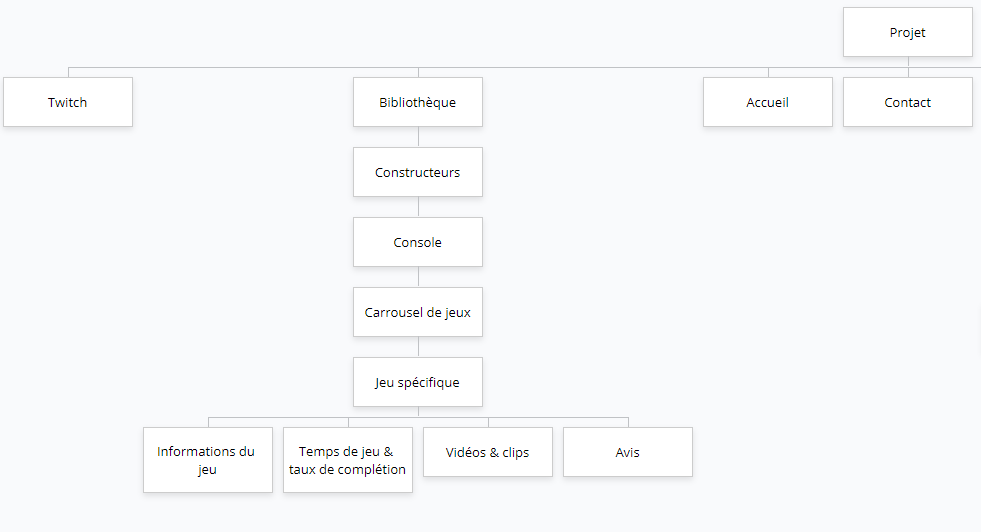 Projet
Twitch
Bibliothèque
Accueil
Contact
Constructeurs
Console
Carrousel de jeux
Jeu spécifique
Informations du
jeu
Temps de jeu &
taux de complétion
Vidéos & clips
Avis